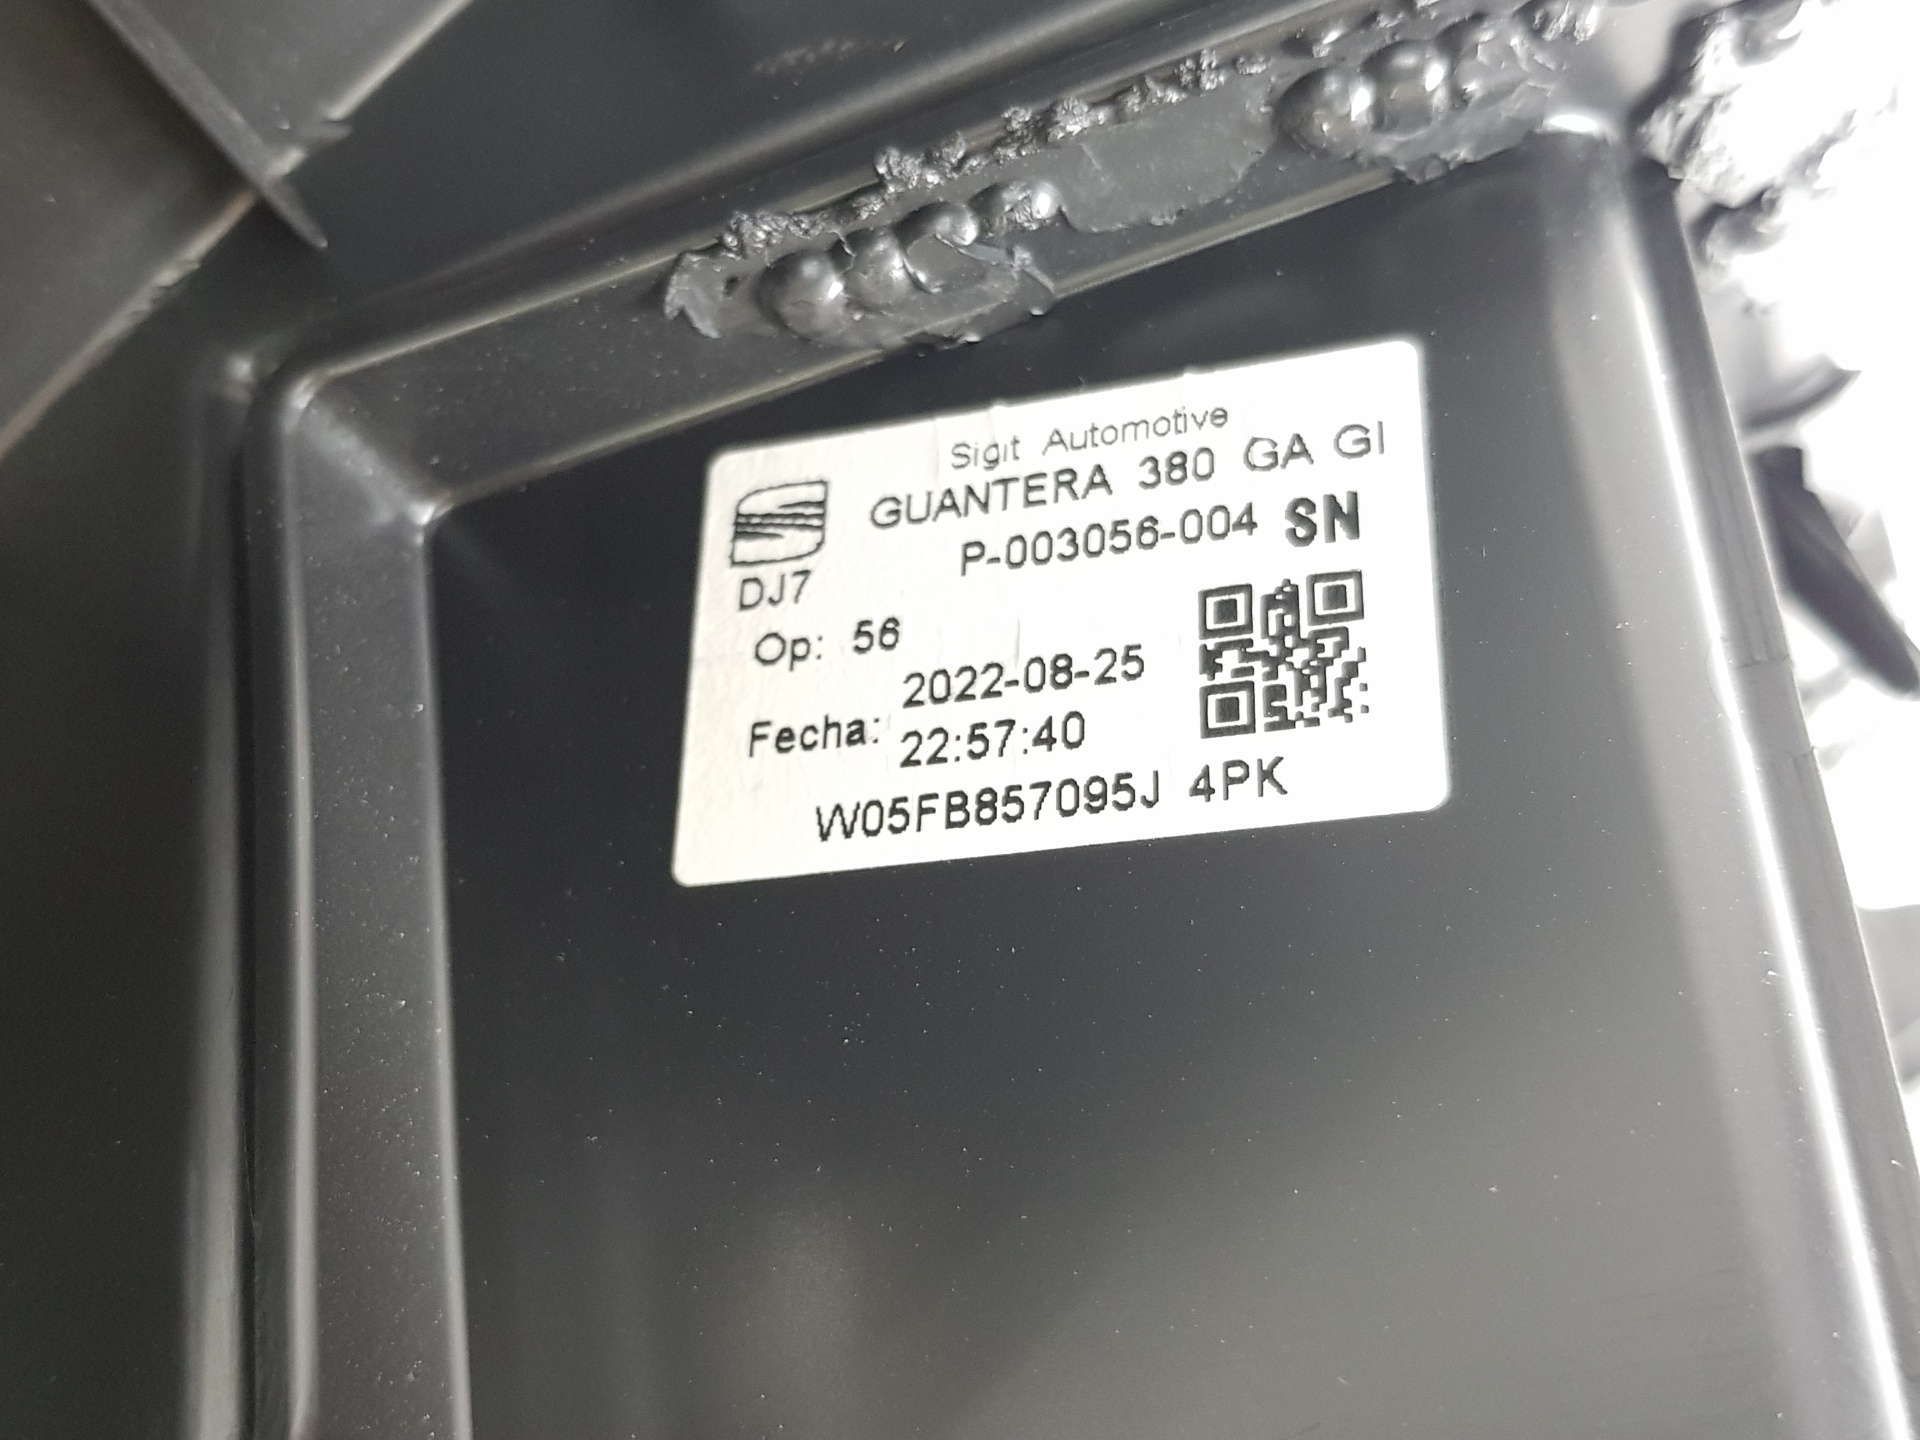 Sigit Automotive
GUANTERA 380 GA GI
P-003056-004 SN
DJ7
Op: 56
Fecha: 2022-08-25
22:57:40
W05FB857095J 4PK